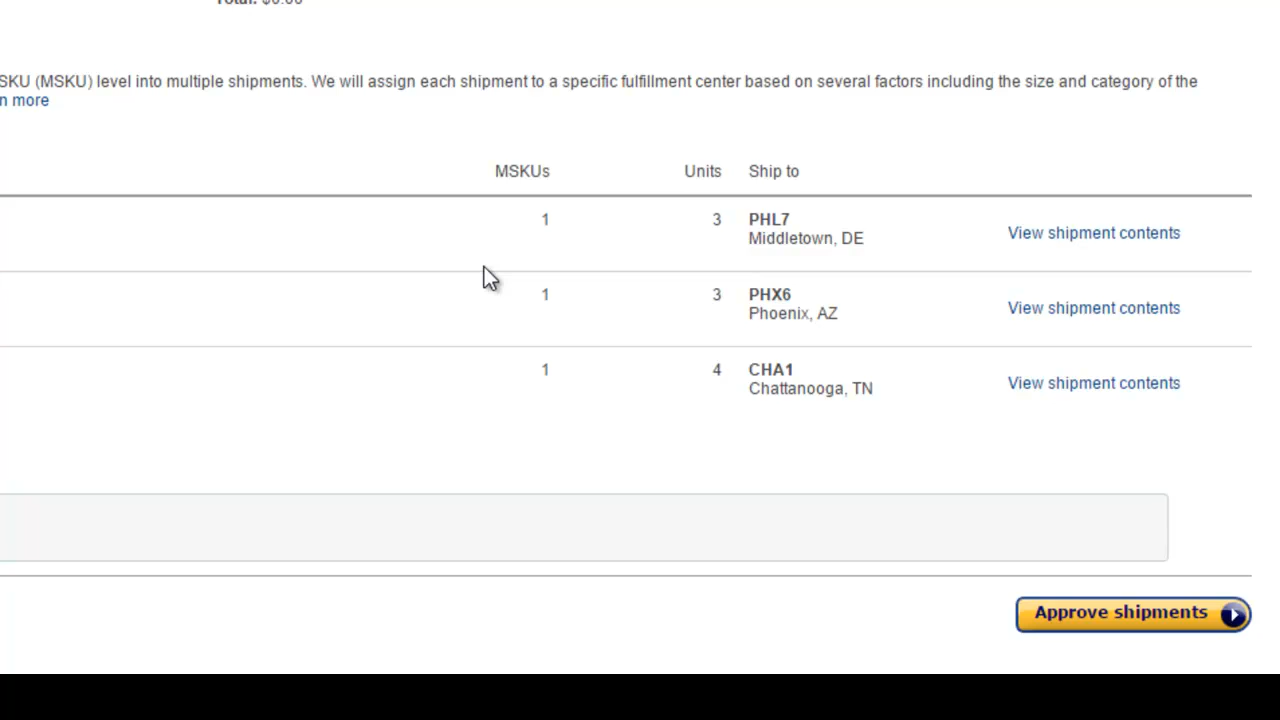 Total: $0.00
SKU (MSKU) level into multiple shipments. We will assign each shipment to a specific fulfillment center based on several factors including the size and category of the
n more
MSKUs Units Ship to
1 3 PHL7
Middletown, DE
View shipment contents
1 3 PHX6
Phoenix, AZ
View shipment contents
1 4 CHA1
Chattanooga, TN
View shipment contents
Approve shipments